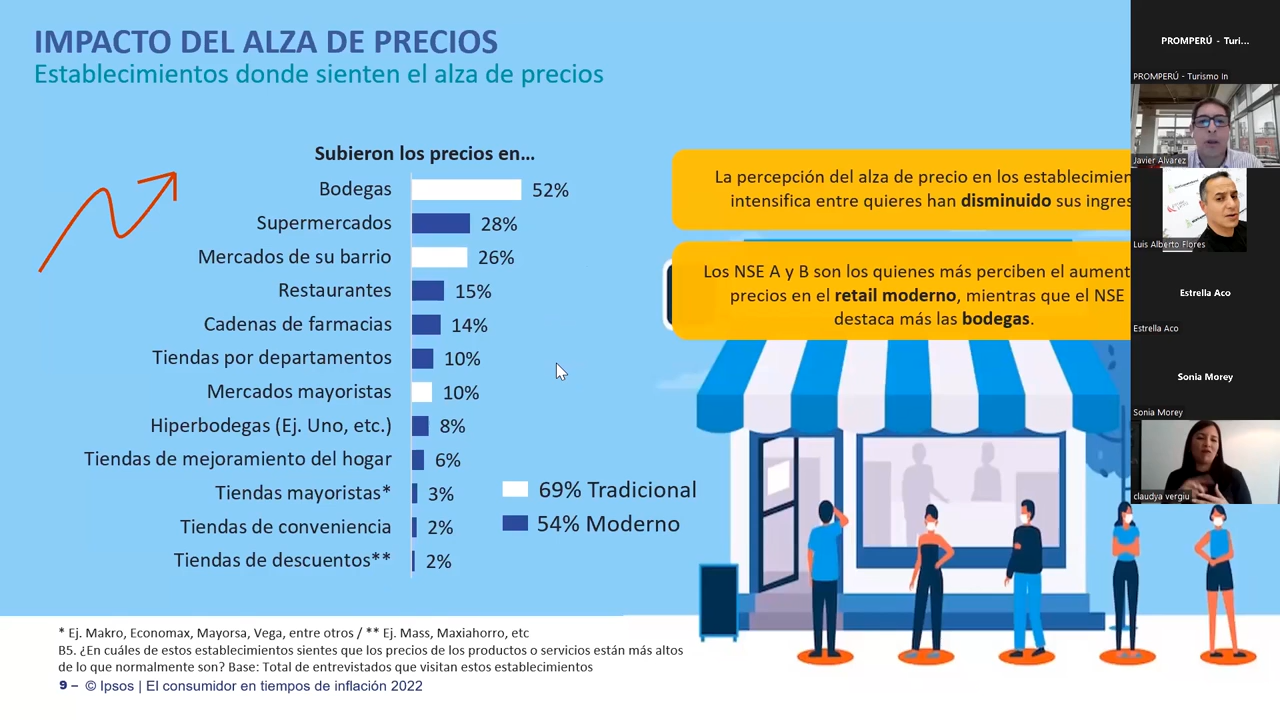 IMPACTO DEL ALZA DE PRECIOS
Establecimientos donde sienten el alza de precios
Subieron los precios en…
Bodegas 52%
Supermercados 28%
Mercados de su barrio 26%
Restaurantes 15%
Cadenas de farmacias 14%
Tiendas por departamentos 10%
Mercados mayoristas 10%
Hiperbodegas (Ej. Uno, etc.) 8%
Tiendas de mejoramiento del hogar 6%
Tiendas mayoristas* 3%
Tiendas de conveniencia 2%
Tiendas de descuentos** 2%
69% Tradicional
54% Moderno
La percepción del alza de precio en los establecimien
intensifica entre quieres han disminuido sus ingres
Los NSE A y B son los quienes más perciben el aument
precios en el retail moderno, mientras que el NSE
destaca más las bodegas.
* Ej. Makro, Economax, Mayorsa, Vega, entre otros / ** Ej. Mass, Maxiahorro, etc
B5. ¿En cuáles de estos establecimientos sientes que los precios de los productos o servicios están más altos
de lo que normalmente son? Base: Total de entrevistados que visitan estos establecimientos
9 – © Ipsos | El consumidor en tiempos de inflación 2022
PROMPERÚ - Turi...
PROMPERÚ - Turismo In
Javier Alvarez
Luis Alberto Flores
Estrella Aco
Estrella Aco
Sonia Morey
Sonia Morey
claudya vergiu